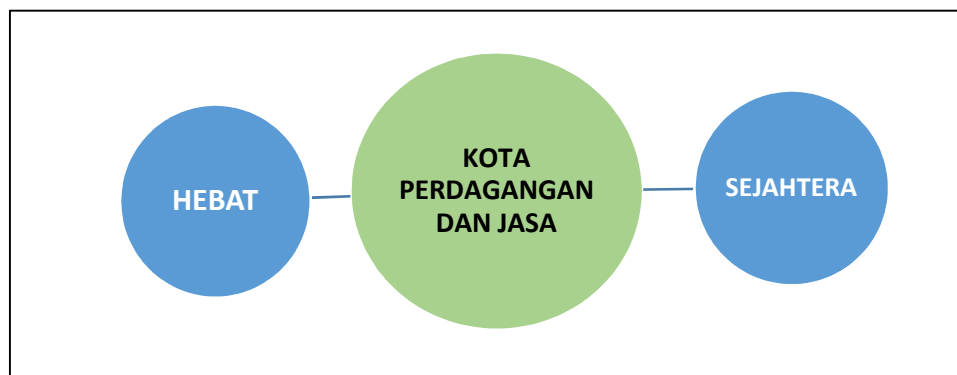 HEBAT
KOTA
PERDAGANGAN
DAN JASA
SEJAHTERA